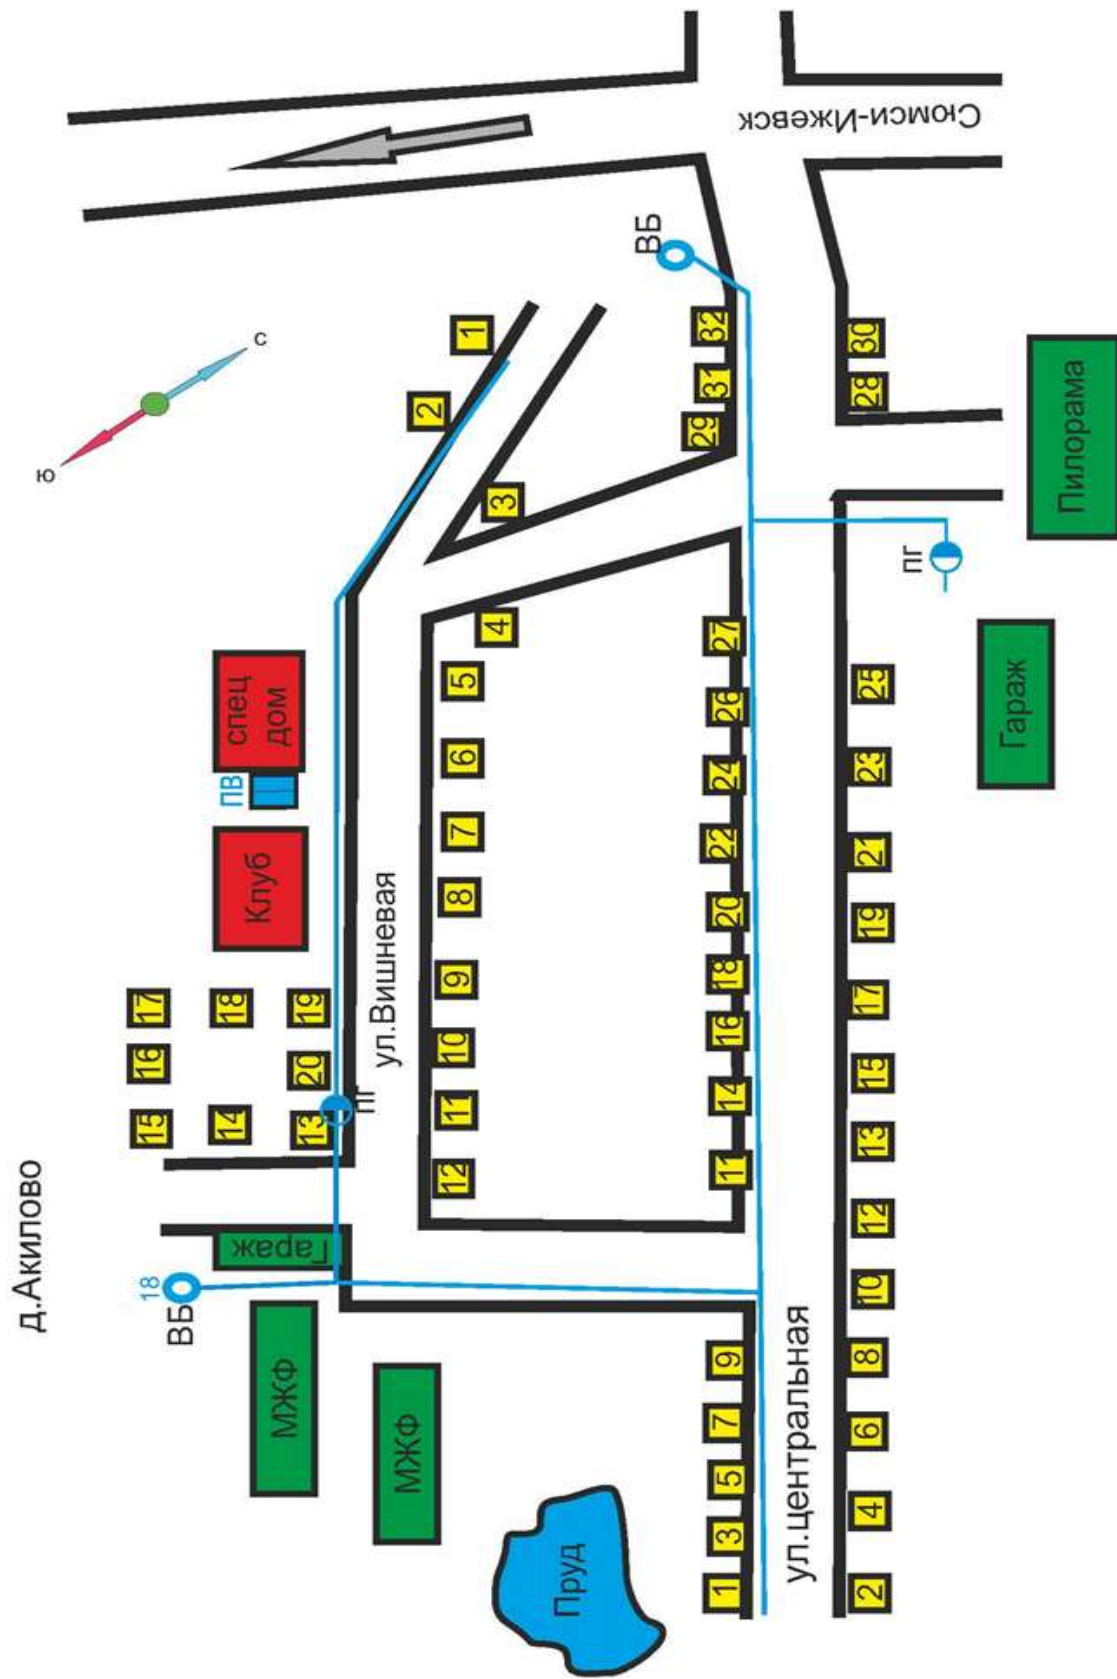 д.Акилово
ю
с
Сюмси-Ижевск
ВБ
18
ВБ
Гараж
МЖФ
МЖФ
Пруд
15
16
17
14
18
13
20
19
ПГ
Клуб
ПВ
спец
дом
ул.Вишневая
12
11
10
9
8
7
6
5
4
3
2
1
1
3
5
7
9
11
14
16
18
20
22
24
26
27
29
31
32
ул.центральная
2
4
6
8
10
12
13
15
17
19
21
23
25
28
30
ПГ
Гараж
Пилорама